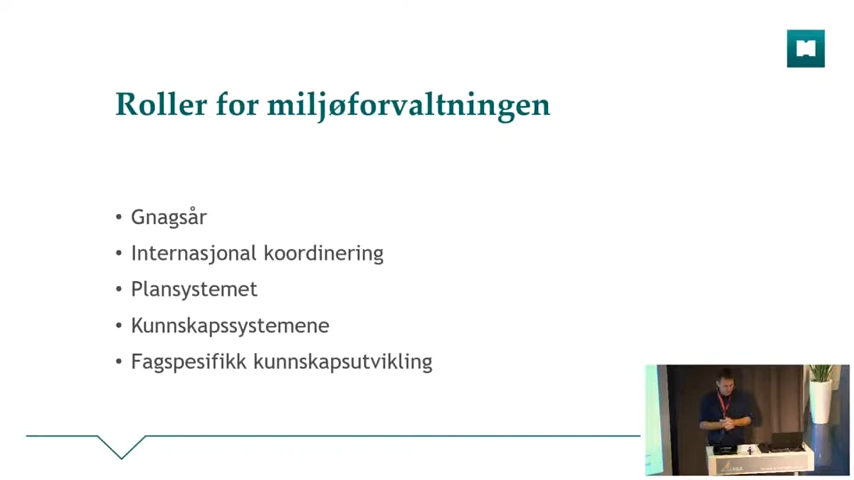 Roller for miljøforvaltningen
• Gnagsår
• Internasjonal koordinering
• Plansystemet
• Kunnskapssystemene
• Fagspesifikk kunnskapsutvikling